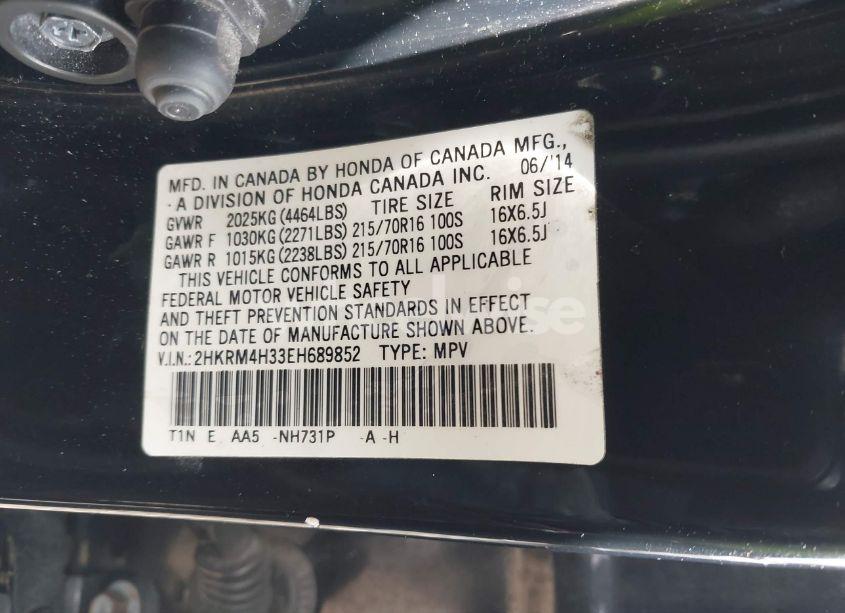 MFD. IN CANADA BY HONDA OF CANADA MFG.,
-A DIVISION OF HONDA CANADA INC. 06/'14
GVWR 2025KG(4464LBS) TIRE SIZE RIM SIZE
GAWR F 1030KG(2271LBS) 215/70R16 100S 16X6.5J
GAWR R 1015KG(2238LBS) 215/70R16 100S 16X6.5J
THIS VEHICLE CONFORMS TO ALL APPLICABLE
FEDERAL MOTOR VEHICLE SAFETY
AND THEFT PREVENTION STANDARDS IN EFFECT
ON THE DATE OF MANUFACTURE SHOWN ABOVE.
V.I.N.: 2HKRM4H33EH689852 TYPE: MPV
T1N E AA5 -NH731P -A -H